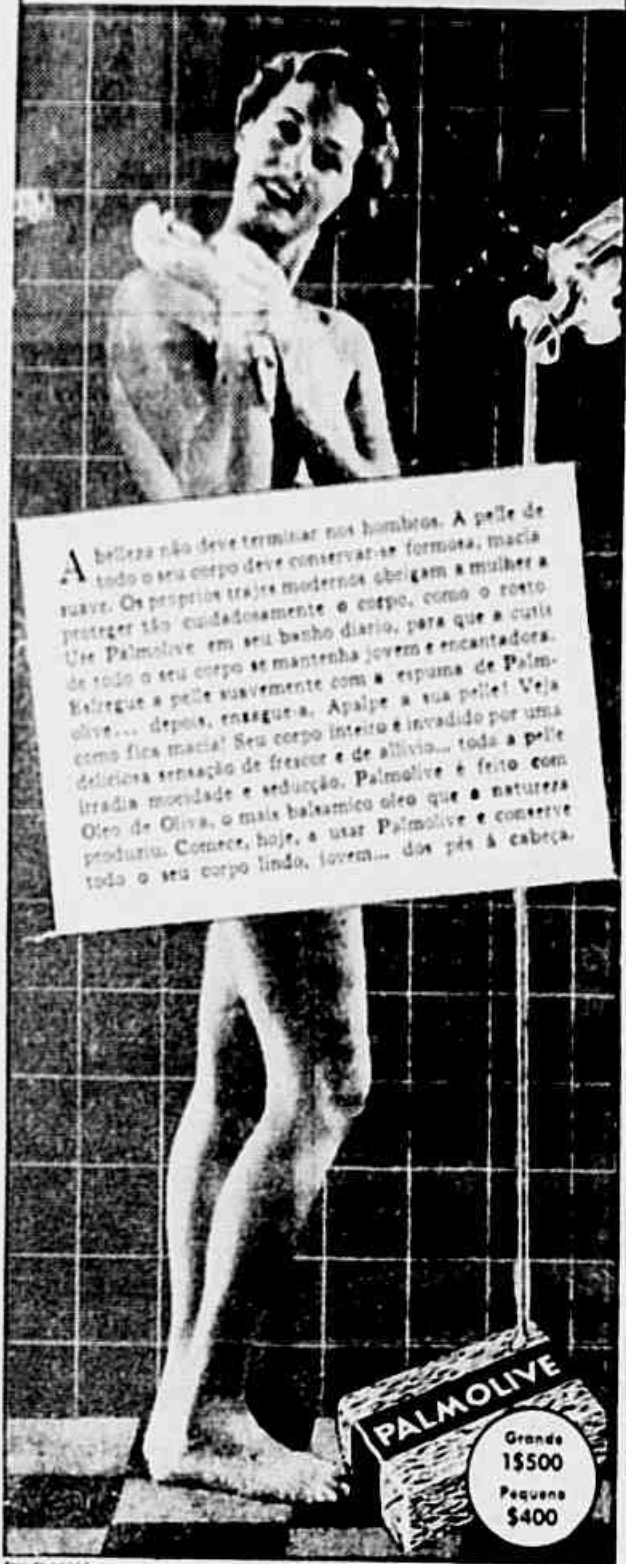 A belleza não deve terminar nos hombros. A pelle de
todo o seu corpo deve conservar-se formosa, macia
suave. Os proprios trajes modernos obrigam a mulher a
proteger tão cuidadosamente o corpo, como o rosto
Use Palmolive em seu banho diario, para que a cutis
de todo o seu corpo se mantenha jovem e encantadora.
Esfregue a pelle suavemente com a espuma de Palm-
olive... depois, enxague-a. Apalpe a sua pelle! Veja
como fica macia! Seu corpo inteiro é invadido por uma
deliciosa sensação de frescor e de allivio... toda a pelle
irradia mocidade e seducção. Palmolive é feito com
Oleo de Oliva, o mais balsamico oleo que a natureza
produziu. Comece, hoje, a usar Palmolive e conserve
todo o seu corpo lindo, jovem... dos pés á cabeça.
PALMOLIVE
Grande
1$500
Pequeno
$400